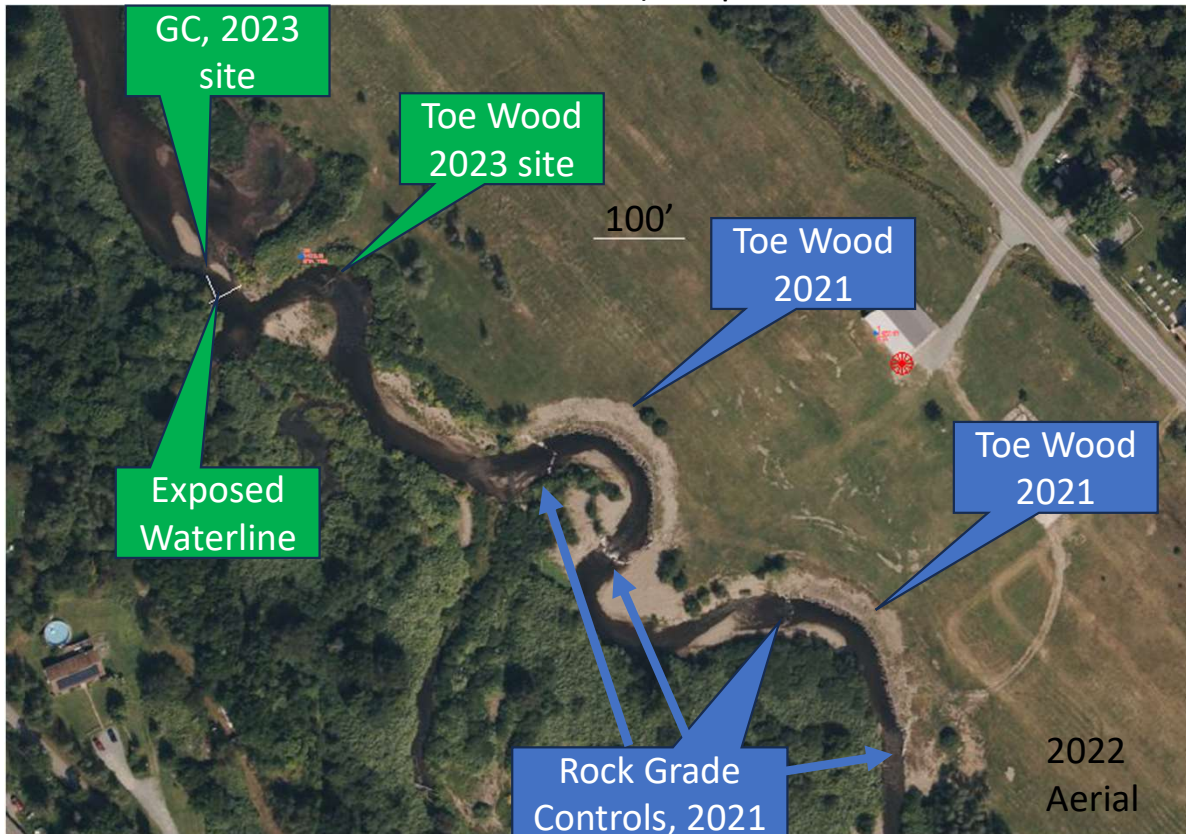 GC, 2023
site
Toe Wood
2023 site
100’
Toe Wood
2021
Toe Wood
2021
Exposed
Waterline
Rock Grade
Controls, 2021
2022
Aerial